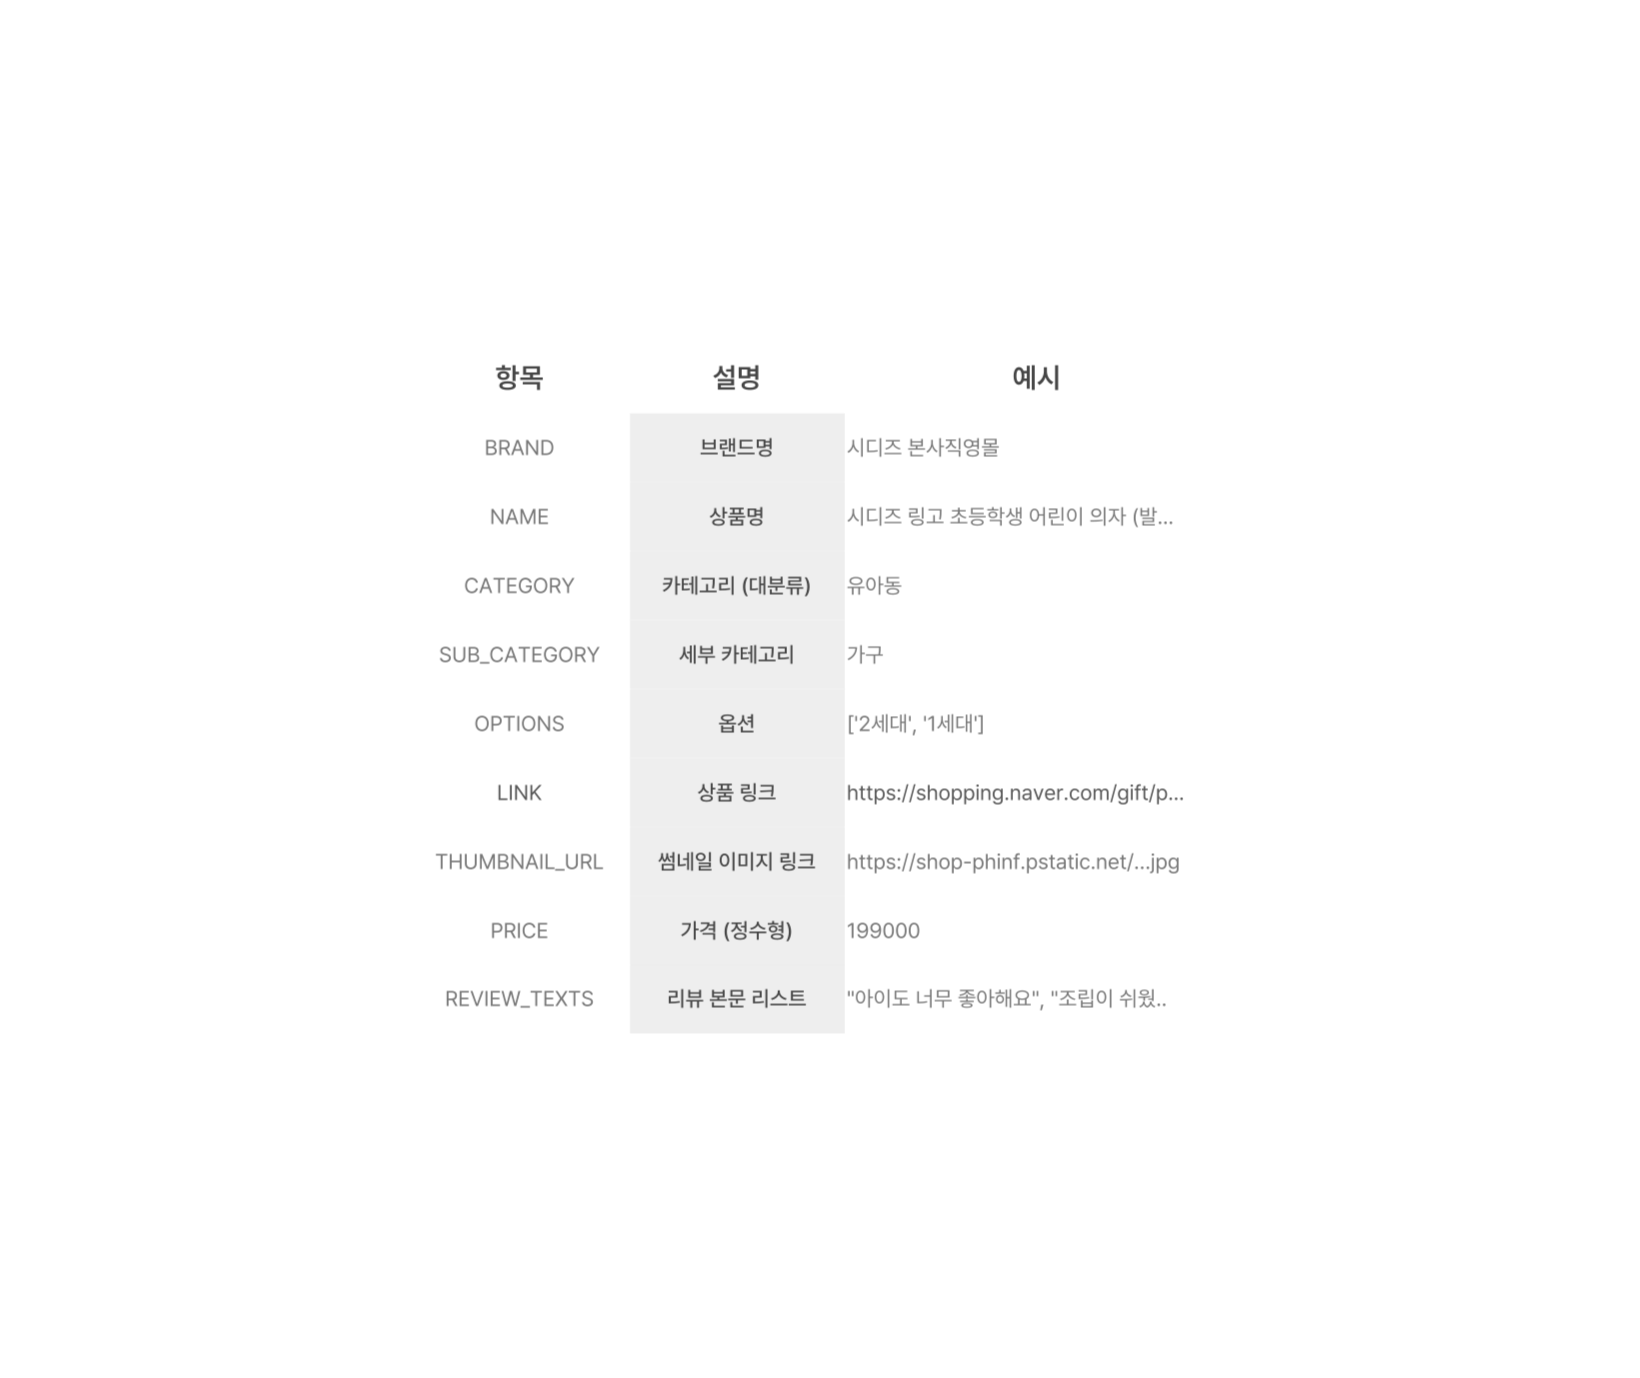 항목 설명 예시
BRAND 브랜드명 시디즈 본사직영몰
NAME 상품명 시디즈 링고 초등학생 어린이 의자 (발...
CATEGORY 카테고리 (대분류) 유아동
SUB_CATEGORY 세부 카테고리 가구
OPTIONS 옵션 ['2세대', '1세대']
LINK 상품 링크 https://shopping.naver.com/gift/p...
THUMBNAIL_URL 썸네일 이미지 링크 https://shop-phinf.pstatic.net/...jpg
PRICE 가격 (정수형) 199000
REVIEW_TEXTS 리뷰 본문 리스트 "아이도 너무 좋아해요", "조립이 쉬웠..